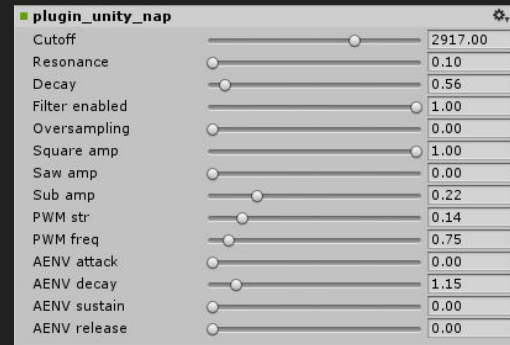 plugin_unity_nap
Cutoff 2917.00
Resonance 0.10
Decay 0.56
Filter enabled 1.00
Oversampling 0.00
Square amp 1.00
Saw amp 0.00
Sub amp 0.22
PWM str 0.14
PWM freq 0.75
AENV attack 0.00
AENV decay 1.15
AENV sustain 0.00
AENV release 0.00